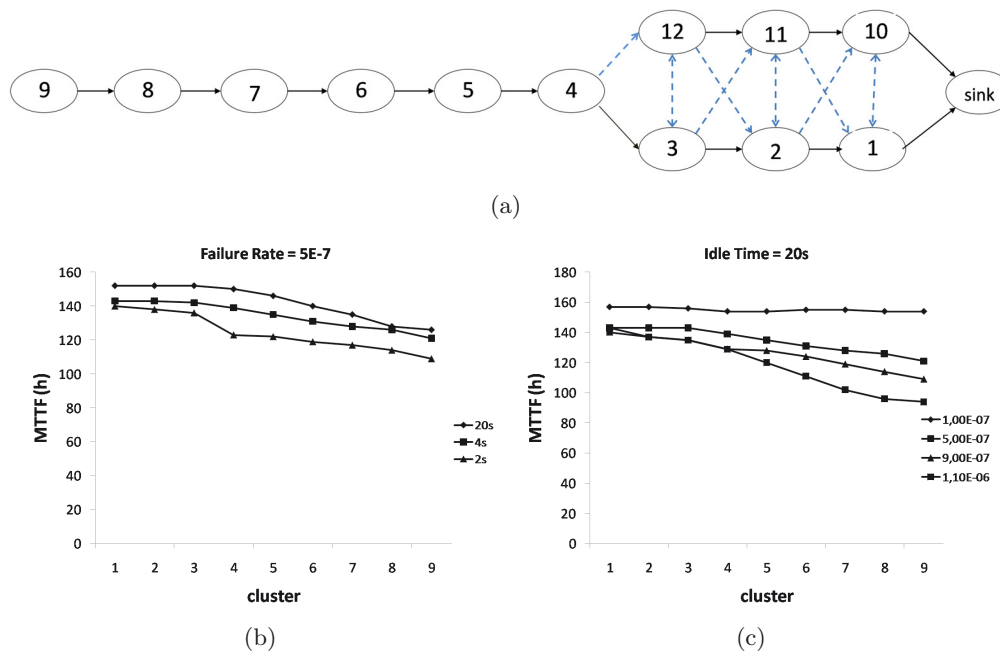 12 11 10
9 8 7 6 5 4 sink
3 2 1
(a)
Failure Rate = 5E-7
160
140
120
100
80
60
40
20
0
MTTF (h)
1 2 3 4 5 6 7 8 9
cluster
20s
4s
2s
(b)
Idle Time = 20s
180
160
140
120
100
80
60
40
20
0
MTTF (h)
1 2 3 4 5 6 7 8 9
cluster
1,00E-07
5,00E-07
9,00E-07
1,10E-06
(c)